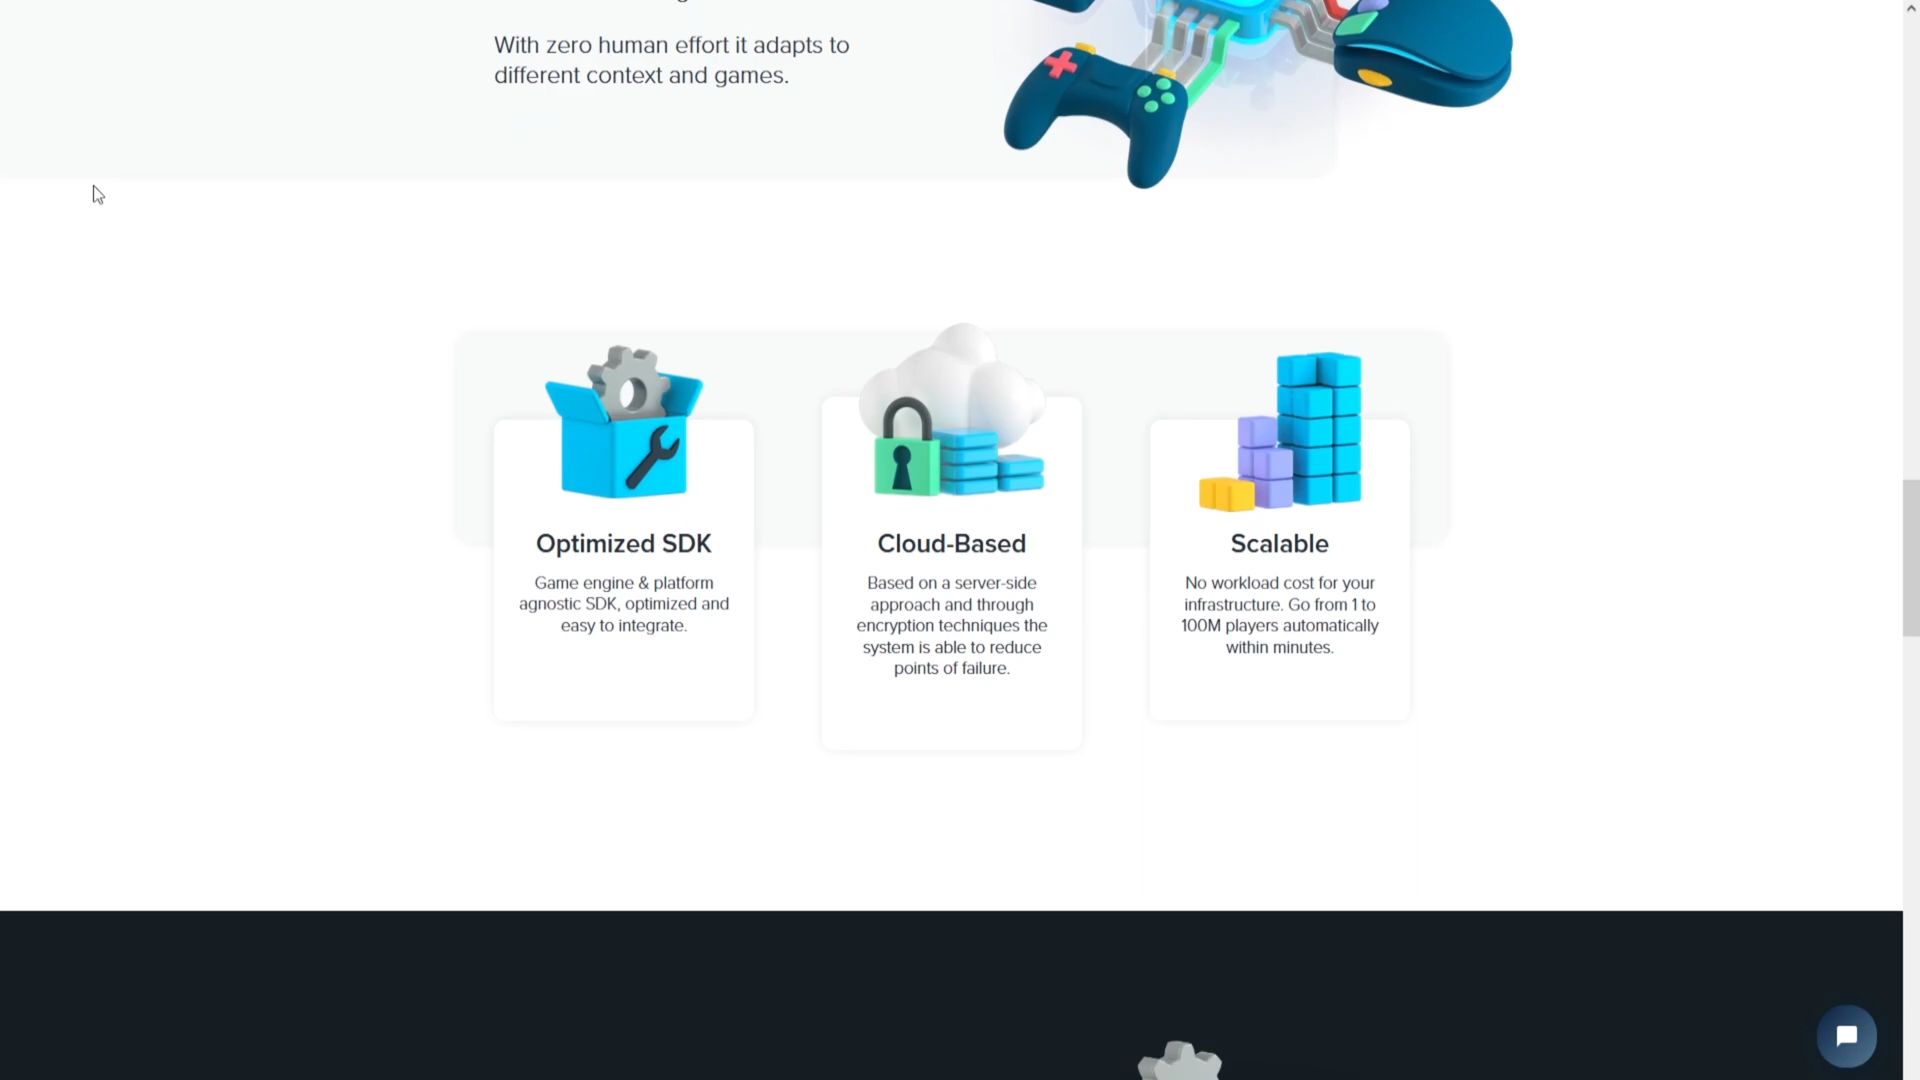 With zero human effort it adapts to
different context and games.
Optimized SDK
Game engine & platform
agnostic SDK, optimized and
easy to integrate.
Cloud-Based
Based on a server-side
approach and through
encryption techniques the
system is able to reduce
points of failure.
Scalable
No workload cost for your
infrastructure. Go from 1 to
100M players automatically
within minutes.